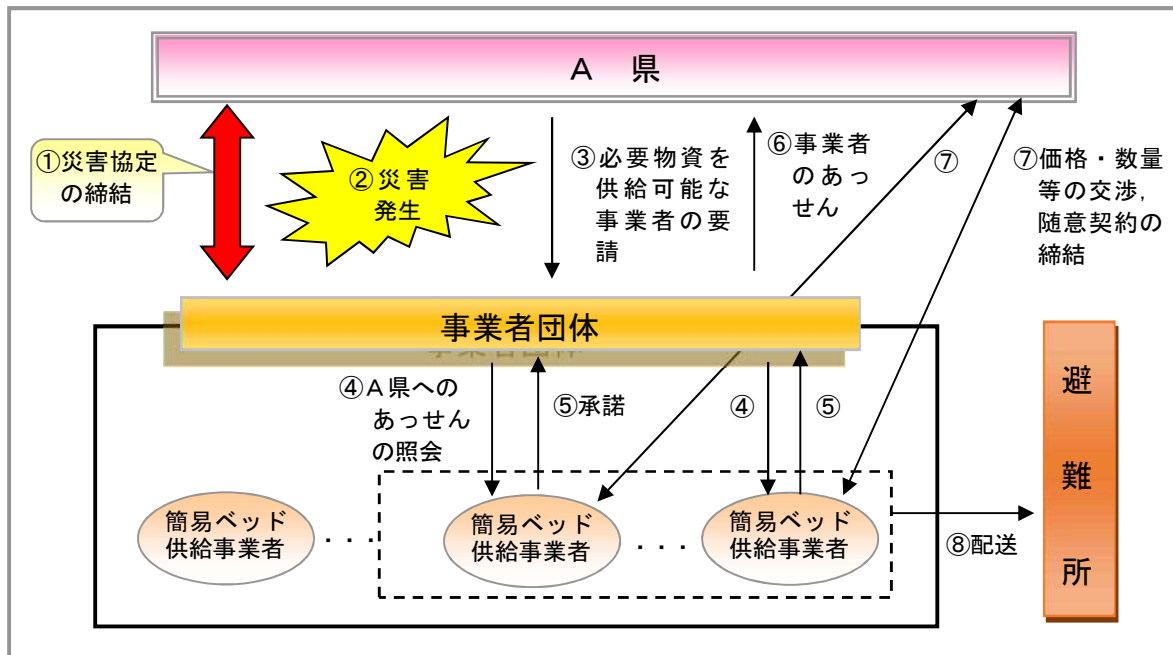 A 県
①災害協定
の締結
②災害
発生
③必要物資を
供給可能な
事業者の要
請
⑥事業者
のあっ
せん
⑦
⑦価格・数量
等の交渉,
随意契約の
締結
事業者団体
④A県への
あっせん
の照会
⑤承諾
④
⑤
簡易ベッド
供給事業者
・・・
簡易ベッド
供給事業者
・・・
簡易ベッド
供給事業者
⑧配送
避難所